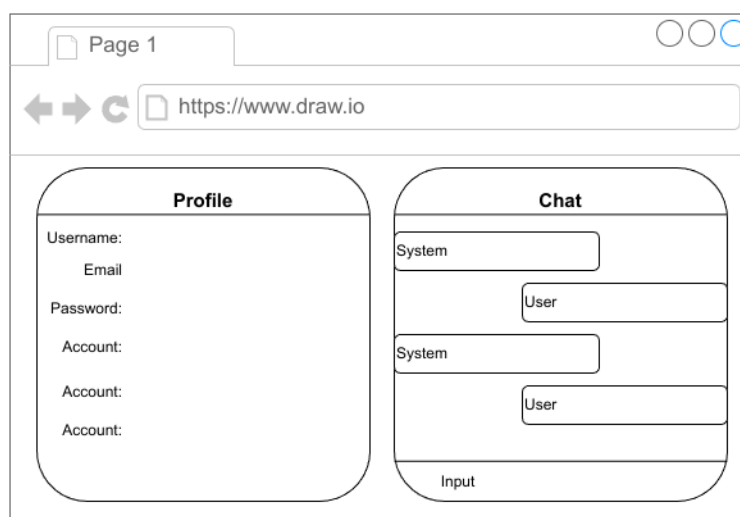 Page 1
https://www.draw.io
Profile
Username:
Email
Password:
Account:
Account:
Account:
Chat
System
User
System
User
Input